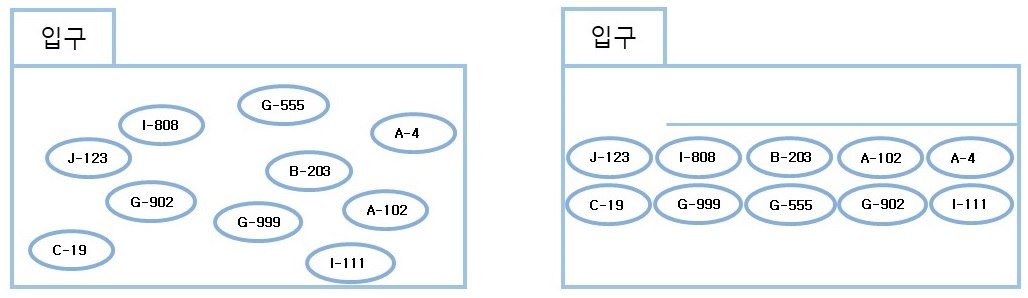 입구
G-555
I-808
A-4
J-123
B-203
G-902
A-102
G-999
C-19
I-111
입구
J-123 I-808 B-203 A-102 A-4
C-19 G-999 G-555 G-902 I-111